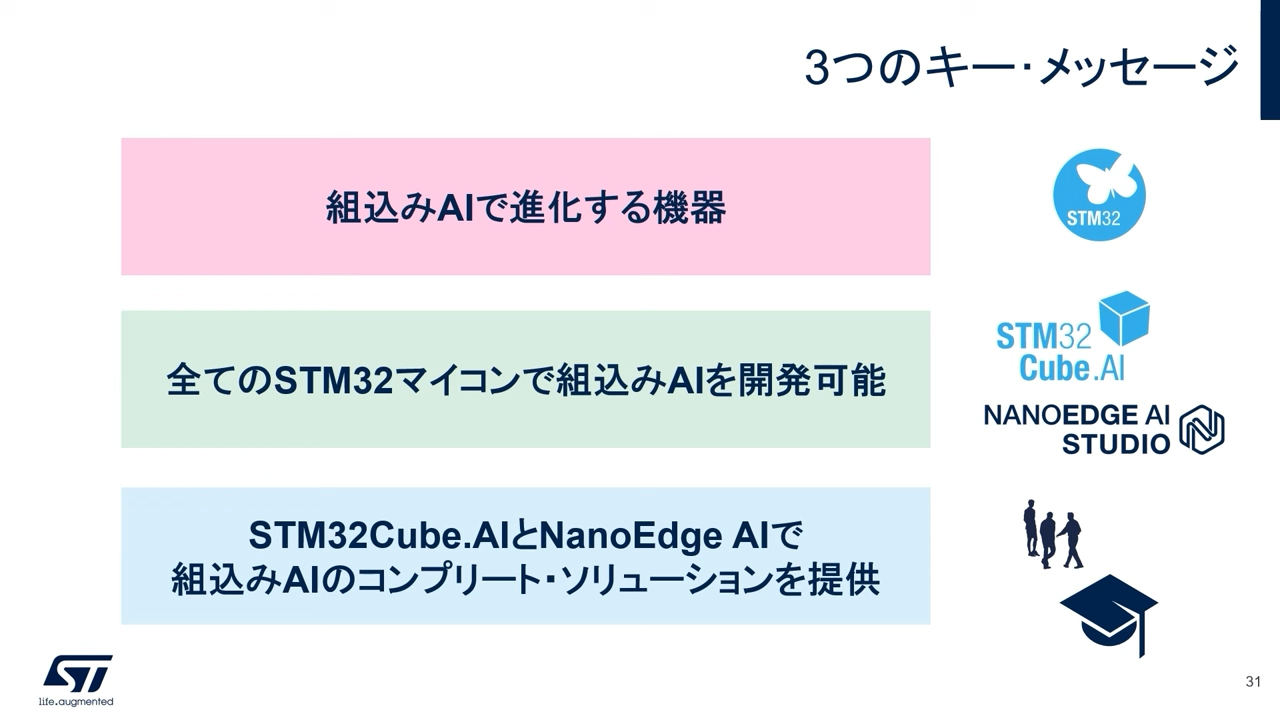 3つのキー･メッセージ
組込みAIで進化する機器
STM32
全てのSTM32マイコンで組込みAIを開発可能
STM32
Cube.AI
NANOEDGE AI
STUDIO
STM32Cube.AIとNanoEdge AIで
組込みAIのコンプリート・ソリューションを提供
ST
life.augmented
31